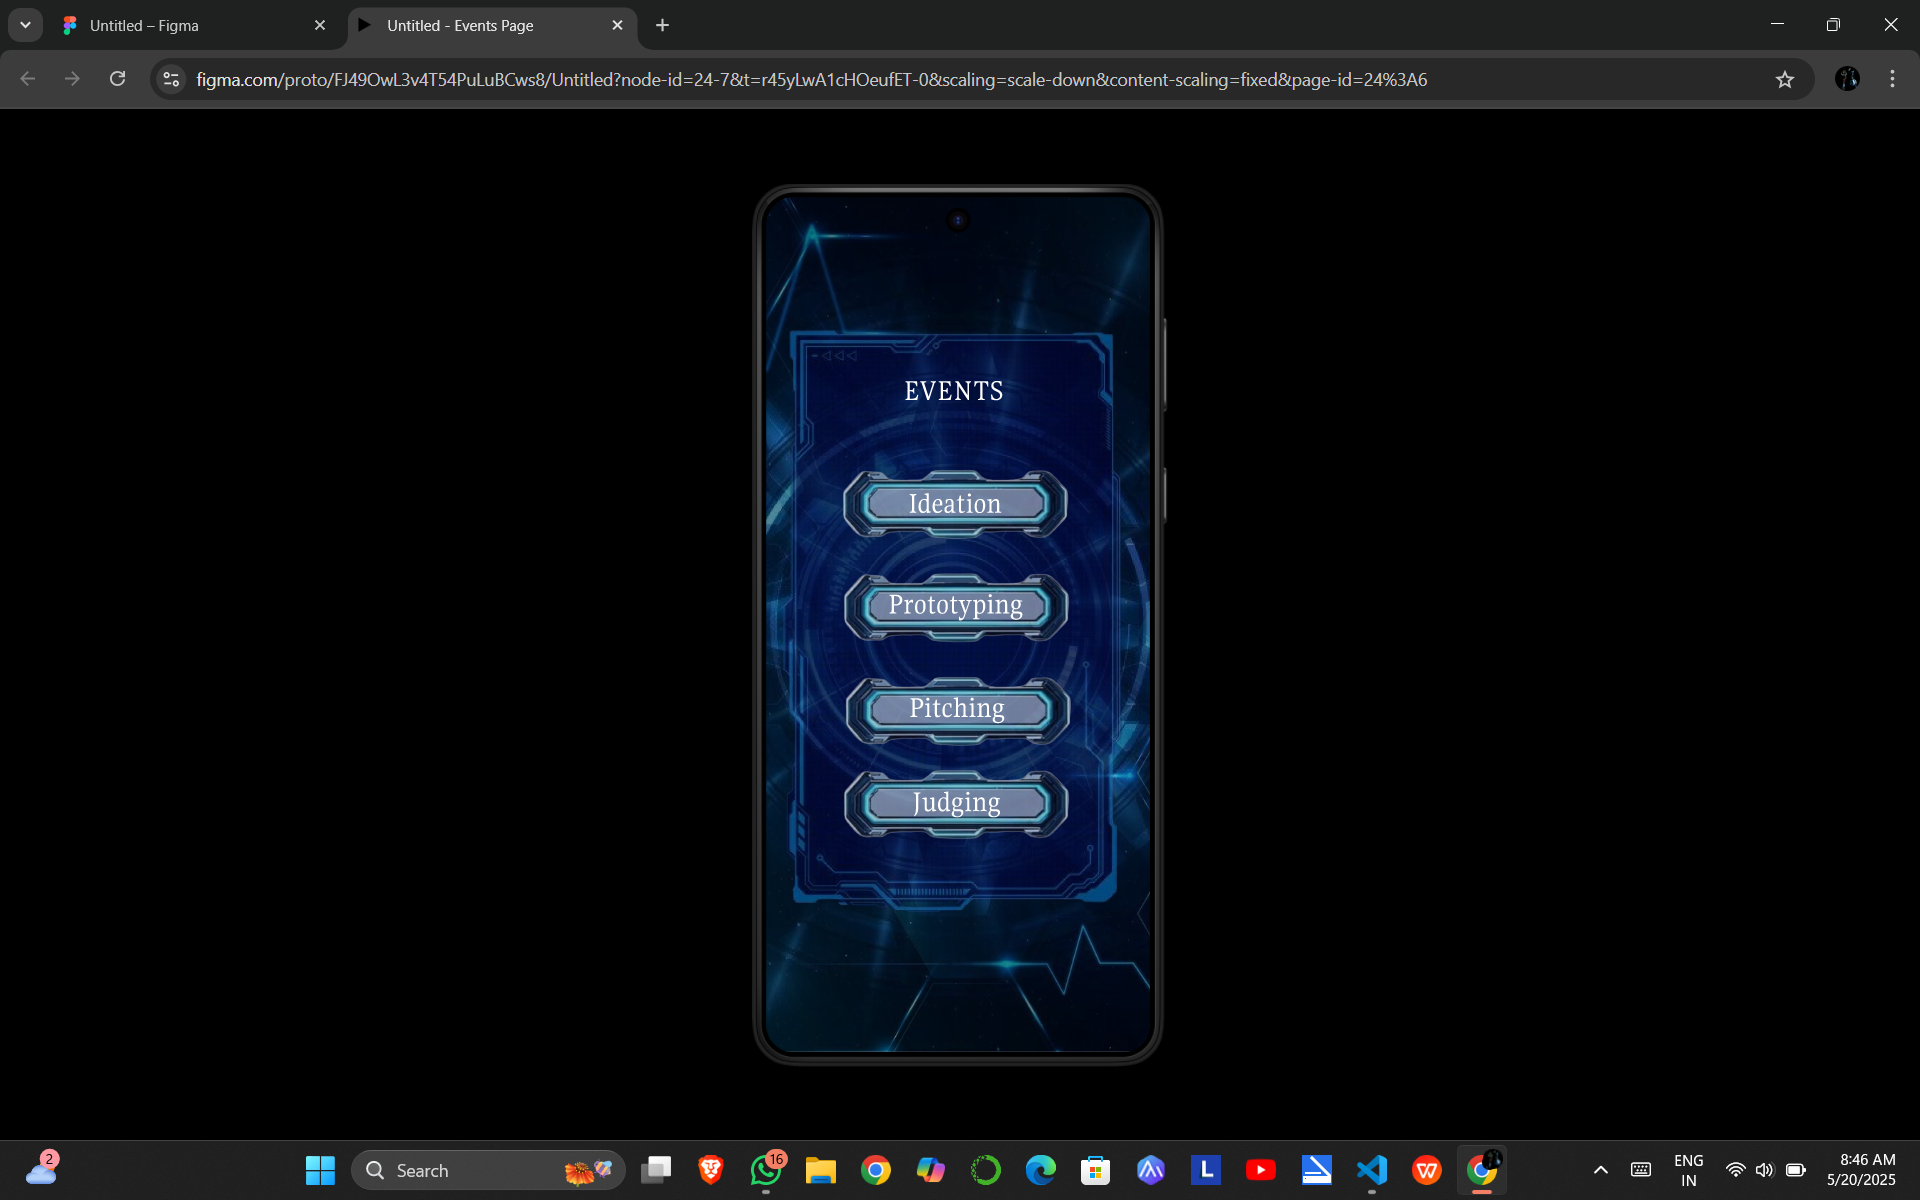 Untitled – Figma
Untitled - Events Page
figma.com/proto/FJ49OwL3v4T54PuLuBCws8/Untitled?node-id=24-7&t=r45yLwA1cHOeufET-0&scaling=scale-down&content-scaling=fixed&page-id=24%3A6
EVENTS
Ideation
Prototyping
Pitching
Judging
2
Search
16
L
ENG
IN
8:46 AM
5/20/2025